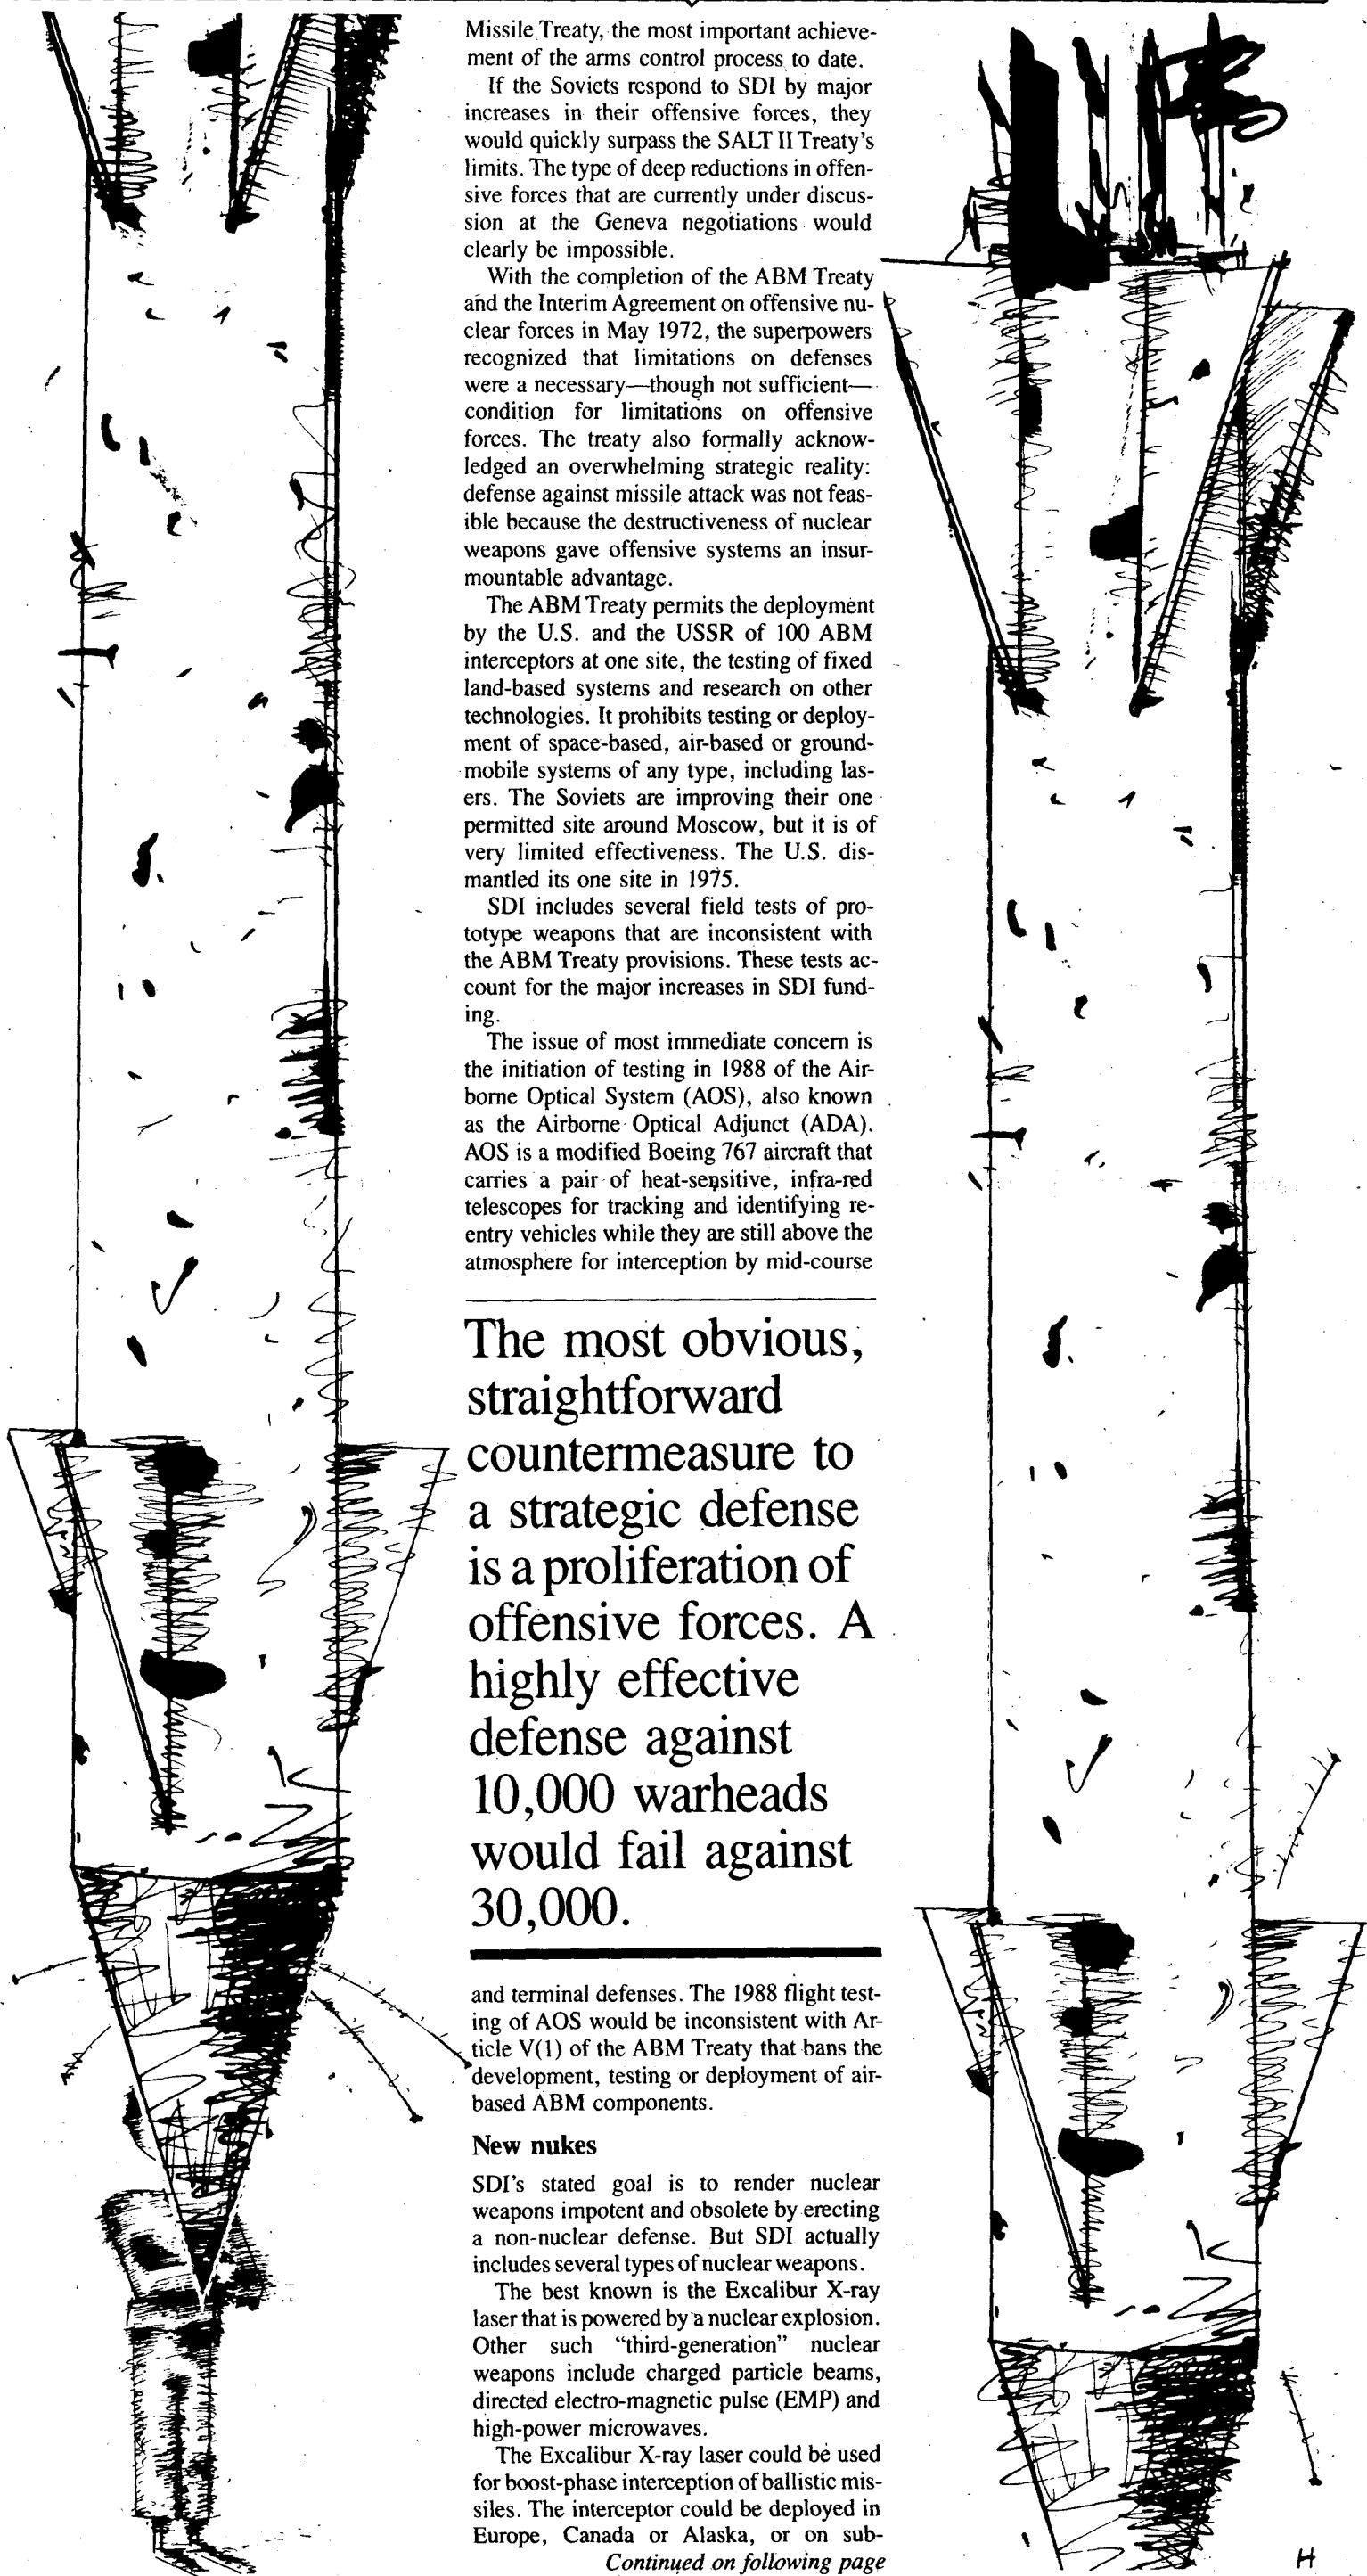 Missile Treaty, the most important achieve-
ment of the arms control process to date.
If the Soviets respond to SDI by major
increases in their offensive forces, they
would quickly surpass the SALT II Treaty's
limits. The type of deep reductions in offen-
sive forces that are currently under discus-
sion at the Geneva negotiations would
clearly be impossible.
With the completion of the ABM Treaty
and the Interim Agreement on offensive nu-
clear forces in May 1972, the superpowers
recognized that limitations on defenses
were a necessary—though not sufficient—
condition for limitations on offensive
forces. The treaty also formally acknow-
ledged an overwhelming strategic reality:
defense against missile attack was not feas-
ible because the destructiveness of nuclear
weapons gave offensive systems an insur-
mountable advantage.
The ABM Treaty permits the deployment
by the U.S. and the USSR of 100 ABM
interceptors at one site, the testing of fixed
land-based systems and research on other
technologies. It prohibits testing or deploy-
ment of space-based, air-based or ground-
mobile systems of any type, including las-
ers. The Soviets are improving their one
permitted site around Moscow, but it is of
very limited effectiveness. The U.S. dis-
mantled its one site in 1975.
SDI includes several field tests of pro-
totype weapons that are inconsistent with
the ABM Treaty provisions. These tests ac-
count for the major increases in SDI fund-
ing.
The issue of most immediate concern is
the initiation of testing in 1988 of the Air-
borne Optical System (AOS), also known
as the Airborne Optical Adjunct (ADA).
AOS is a modified Boeing 767 aircraft that
carries a pair of heat-sensitive, infra-red
telescopes for tracking and identifying re-
entry vehicles while they are still above the
atmosphere for interception by mid-course
The most obvious,
straightforward
countermeasure to
a strategic defense
is a proliferation of
offensive forces. A
highly effective
defense against
10,000 warheads
would fail against
30,000.
and terminal defenses. The 1988 flight test-
ing of AOS would be inconsistent with Ar-
ticle V(1) of the ABM Treaty that bans the
development, testing or deployment of air-
based ABM components.
New nukes
SDI's stated goal is to render nuclear
weapons impotent and obsolete by erecting
a non-nuclear defense. But SDI actually
includes several types of nuclear weapons.
The best known is the Excalibur X-ray
laser that is powered by a nuclear explosion.
Other such "third-generation" nuclear
weapons include charged particle beams,
directed electro-magnetic pulse (EMP) and
high-power microwaves.
The Excalibur X-ray laser could be used
for boost-phase interception of ballistic mis-
siles. The interceptor could be deployed in
Europe, Canada or Alaska, or on sub-
Continued on following page
H